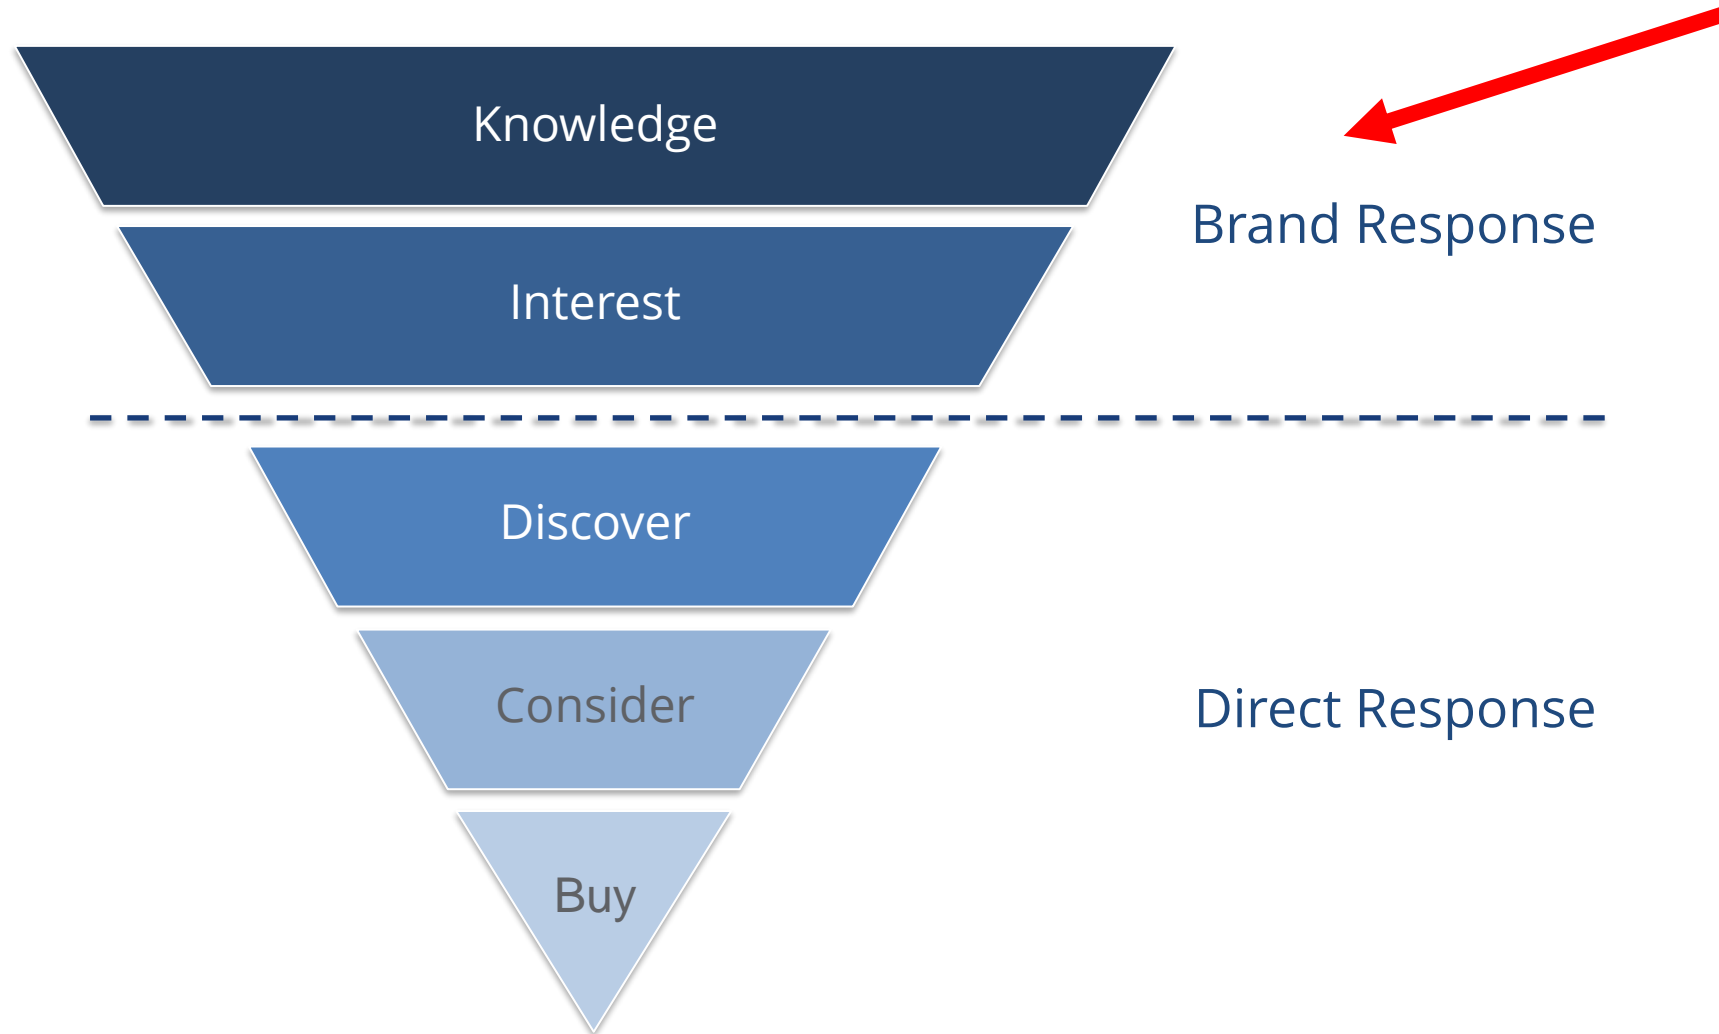 Knowledge
Brand Response
Interest
Discover
Consider
Direct Response
Buy